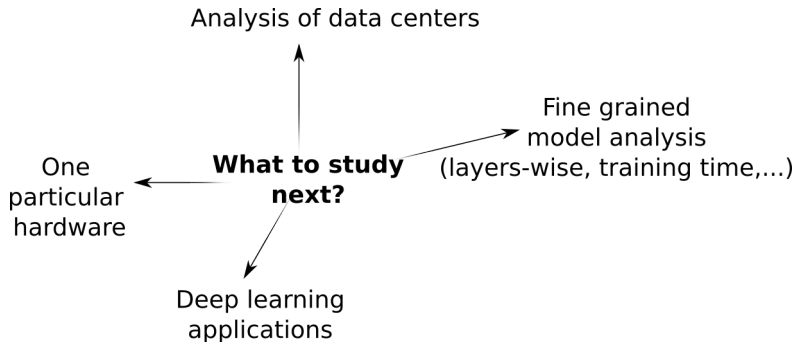 Analysis of data centers
Fine grained
model analysis
(layers-wise, training time,...)
What to study
next?
One
particular
hardware
Deep learning
applications